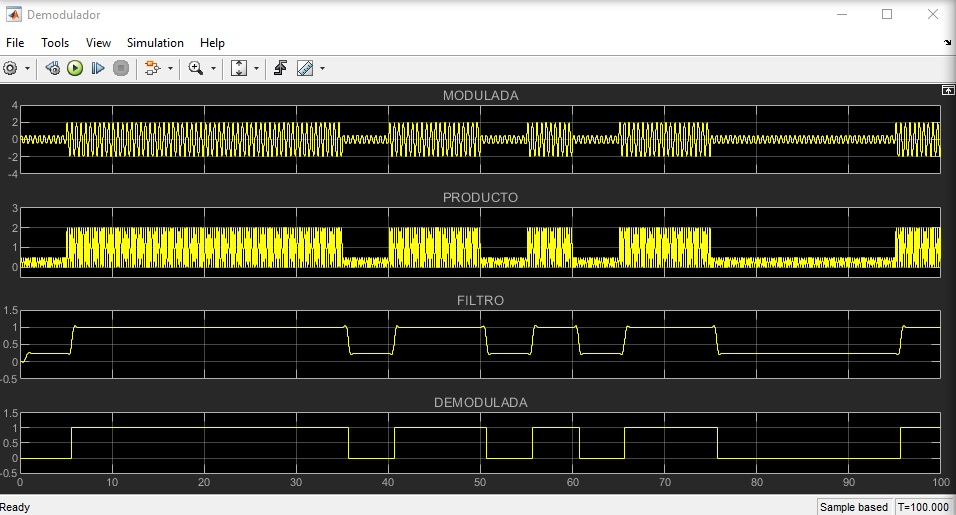 Demodulador
File Tools View Simulation Help
MODULADA
4
2
0
-2
-4
PRODUCTO
3
2
1
0
FILTRO
1.5
1
0.5
0
-0.5
DEMODULADA
1.5
1
0.5
0
-0.5
0 10 20 30 40 50 60 70 80 90 100
Ready Sample based T=100.000